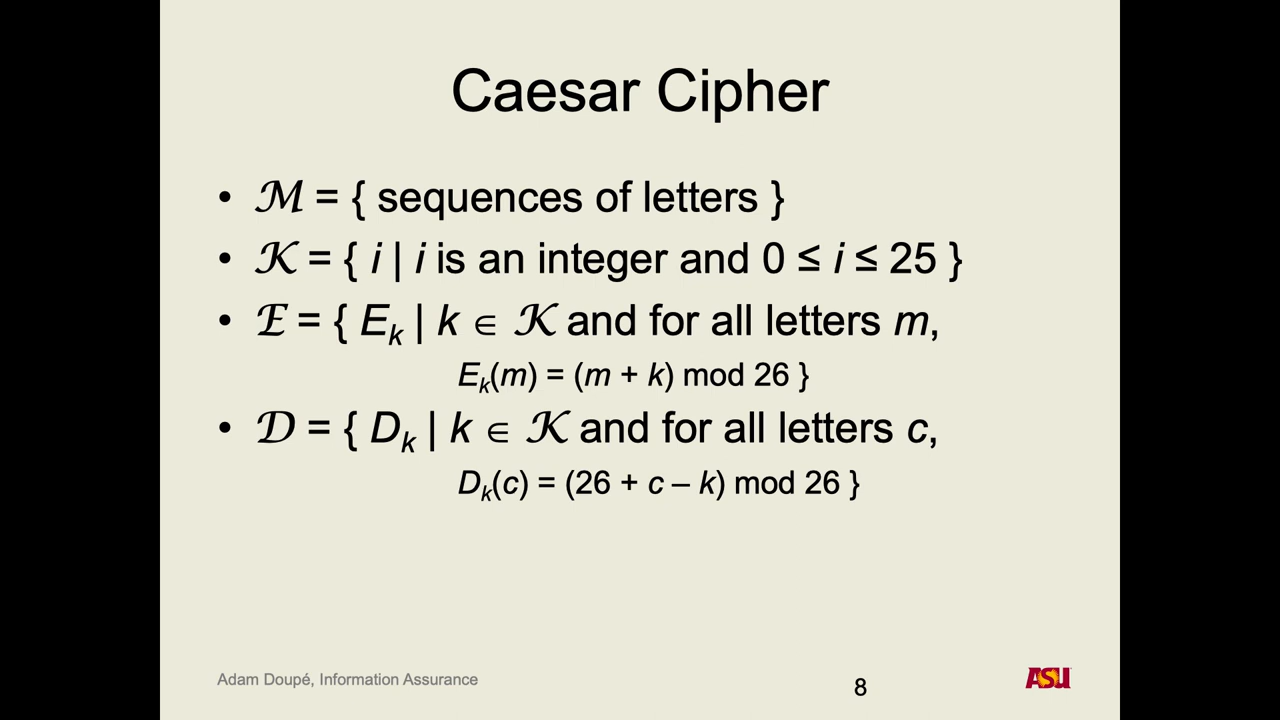 Caesar Cipher
• ℳ = { sequences of letters }
• 𝒦 = { i | i is an integer and 0 ≤ i ≤ 25 }
• ℰ = { Eₖ | k ∈ 𝒦 and for all letters m,
Eₖ(m) = (m + k) mod 26 }
• 𝒟 = { Dₖ | k ∈ 𝒦 and for all letters c,
Dₖ(c) = (26 + c – k) mod 26 }
Adam Doupé, Information Assurance
8
ASU